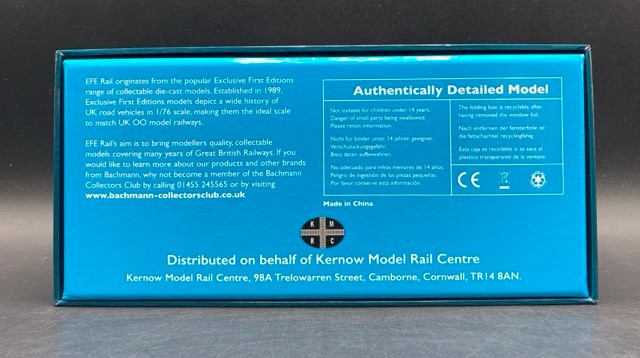 EFE Rail originates from the popular Exclusive First Editions
range of collectable die-cast models. Established in 1989,
Exclusive First Editions models depict a wide history of
UK road vehicles in 1/76 scale, making them the ideal scale
to match UK OO model railways.
EFE Rail's aim is to bring modellers quality, collectable
models covering many years of Great British Railways. If you
would like to learn more about our products and other brands
from Bachmann, why not become a member of the Bachmann
Collectors Club by calling 01455 245565 or by visiting
www.bachmann-collectorsclub.co.uk
Authentically Detailed Model
Not suitable for children under 14 years.
Danger of small parts being swallowed.
Please retain information.
Nicht für kinder unter 14 jahren geeignet.
Verschuluckungsgefahr.
Bitte daten aufbewahren.
No adecuado para niños menores de 14 años.
Peligro de ingestión de las piezas pequeñas.
Por favor conserve esta información.
The folding box is recyclable after
having removed the window foil.
Nach entfernen der fensterfolie ist
die faltschachtel recyclingfähig.
Esta caja es reciclable si se saca el
plastico transparente de la ventana.
CE
Made in China
K M
R C
Distributed on behalf of Kernow Model Rail Centre
Kernow Model Rail Centre, 98A Trelowarren Street, Camborne, Cornwall, TR14 8AN.